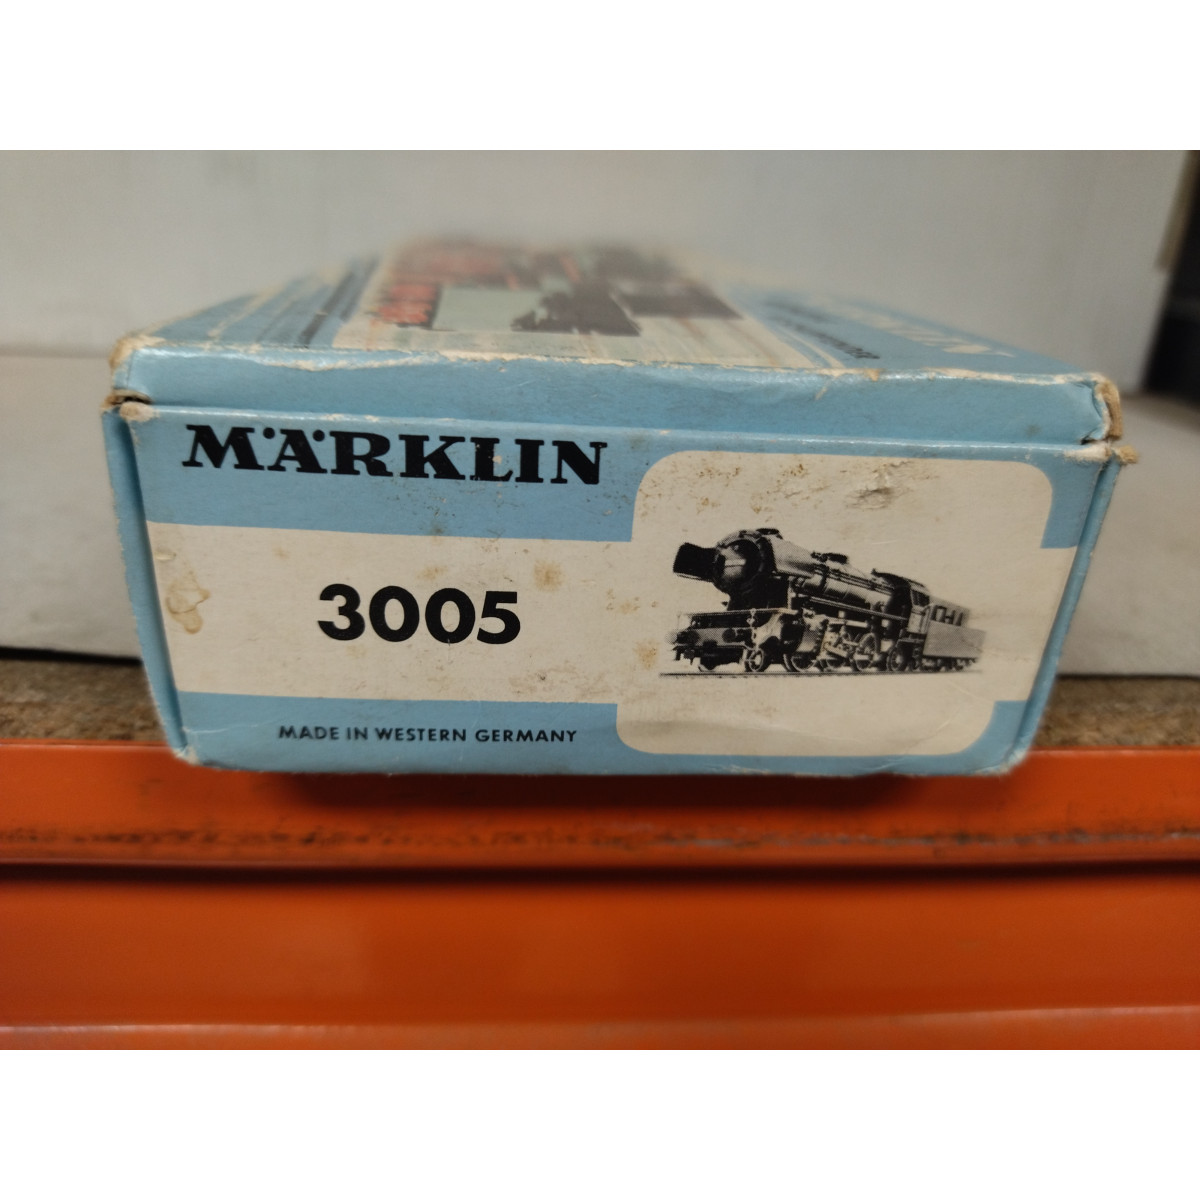 MÄRKLIN
3005
MADE IN WESTERN GERMANY